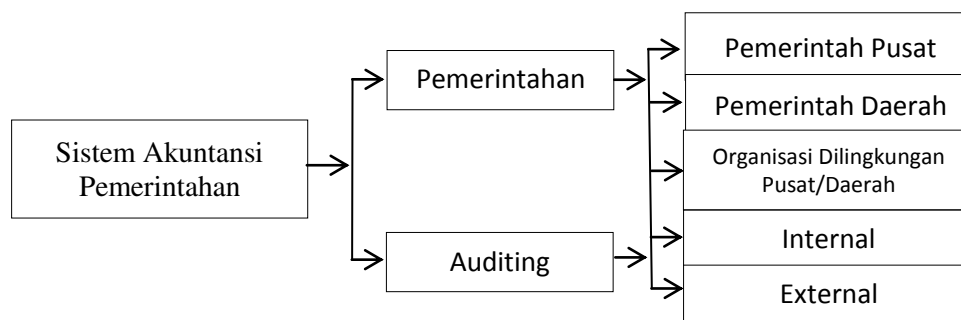 Sistem Akuntansi
Pemerintahan
Pemerintahan
Auditing
Pemerintah Pusat
Pemerintah Daerah
Organisasi Dilingkungan
Pusat/Daerah
Internal
External